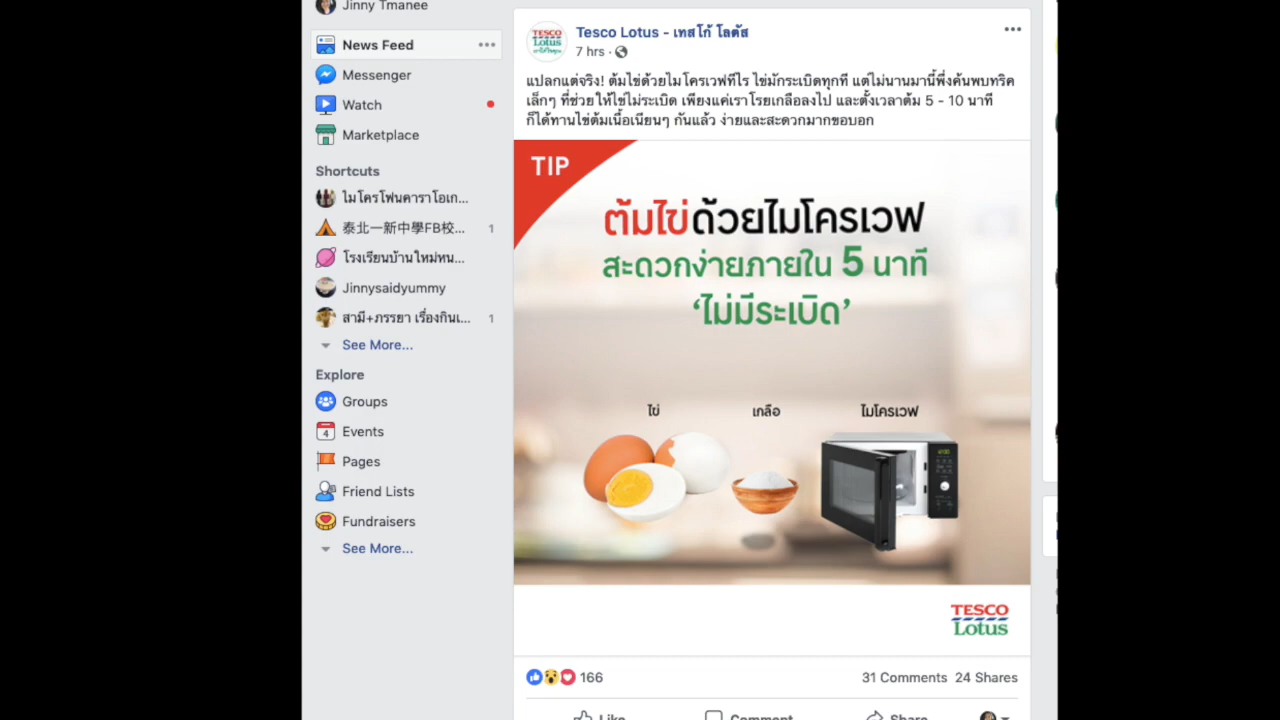 Jinny Tmanee
News Feed
Messenger
Watch
Marketplace
Shortcuts
ไมโครโฟนคาราโอเก...
泰北一新中學FB校... 1
โรงเรียนบ้านใหม่หน...
Jinnysaidyummy
สามี+ภรรยา เรื่องกินเ... 1
See More...
Explore
Groups
Events
Pages
Friend Lists
Fundraisers
See More...
Tesco Lotus - เทสโก้ โลตัส
7 hrs ·
แปลกแต่จริง! ต้มไข่ด้วยไมโครเวฟทีไร ไข่มักระเบิดทุกที แต่ไม่นานมานี้พึ่งค้นพบทริค
เล็กๆ ที่ช่วยให้ไข่ไม่ระเบิด เพียงแค่เราโรยเกลือลงไป และตั้งเวลาต้ม 5 - 10 นาที
ก็ได้ทานไข่ต้มเนื้อเนียนๆ กันแล้ว ง่ายและสะดวกมากขอบอก
TIP
ต้มไข่ด้วยไมโครเวฟ
สะดวกง่ายภายใน 5 นาที
‘ไม่มีระเบิด’
ไข่ เกลือ ไมโครเวฟ
TESCO
Lotus
166 31 Comments 24 Shares
Like Comment Share